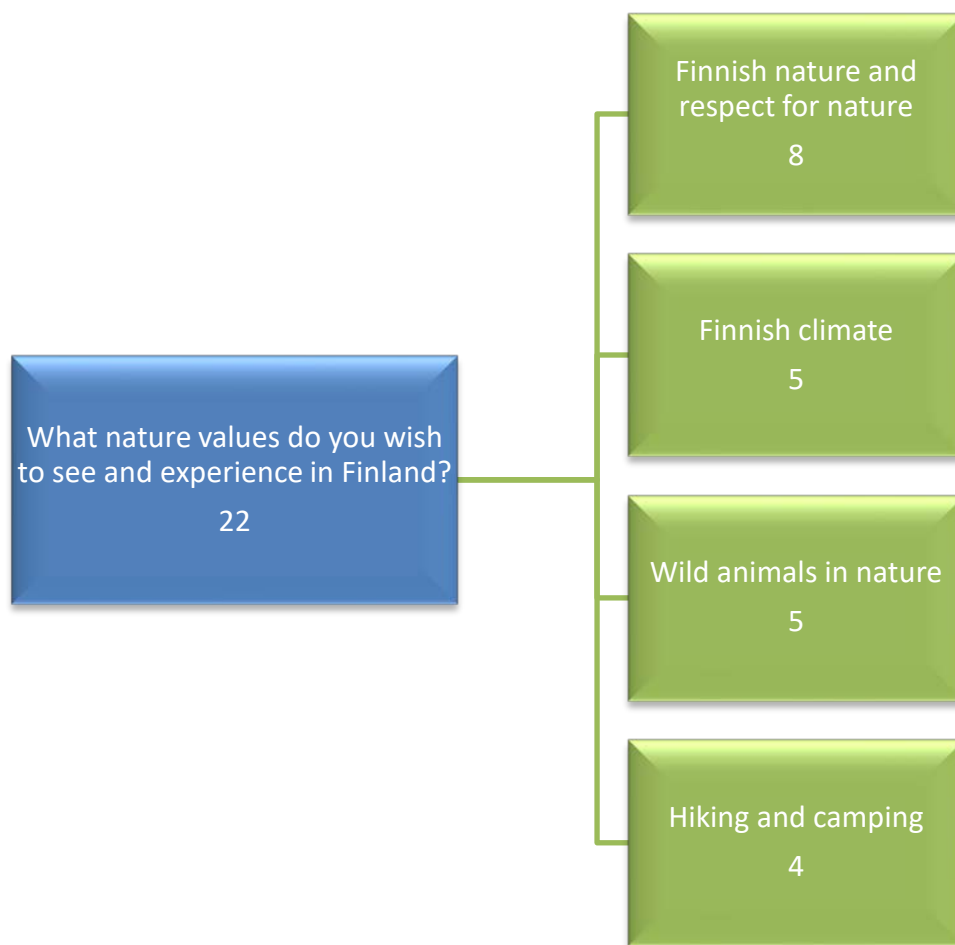 Finnish nature and
respect for nature
8
Finnish climate
5
What nature values do you wish
to see and experience in Finland?
22
Wild animals in nature
5
Hiking and camping
4